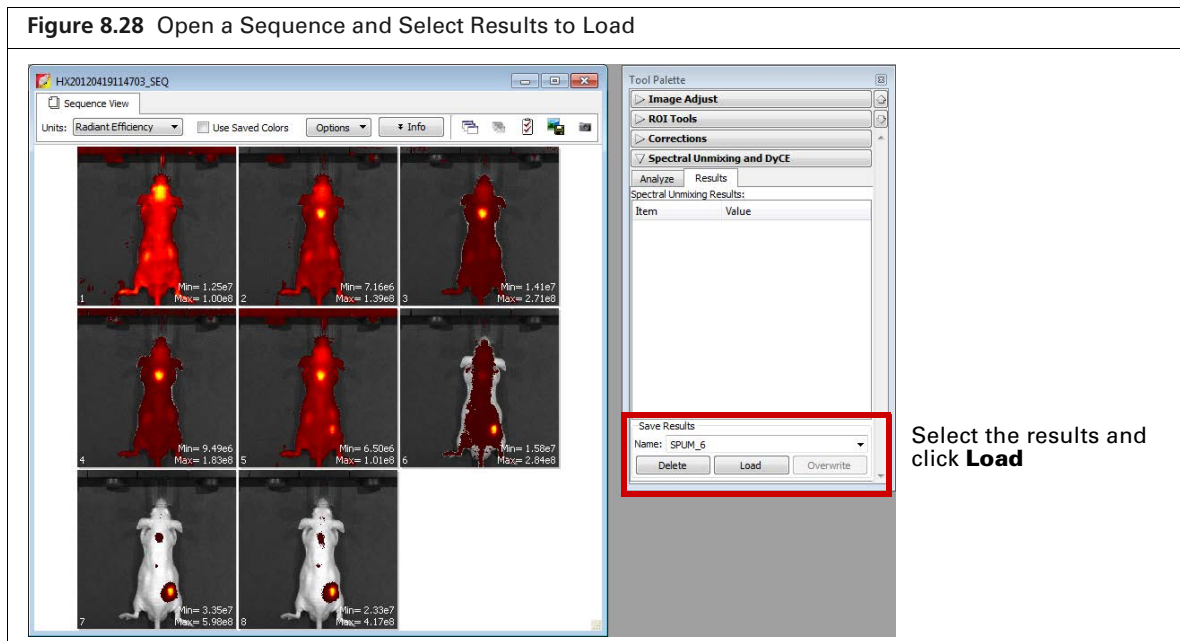 Figure 8.28 Open a Sequence and Select Results to Load
HX20120419114703_SEQ
Sequence View
Units: Radiant Efficiency Use Saved Colors Options Info
Min= 1.25e7
1 Max= 1.00e8
Min= 7.16e6
2 Max= 1.39e8
Min= 1.41e7
3 Max= 2.71e8
Min= 9.49e6
4 Max= 1.83e8
Min= 6.50e6
5 Max= 1.01e8
Min= 1.58e7
6 Max= 2.84e8
Min= 3.35e7
7 Max= 5.98e8
Min= 2.33e7
8 Max= 4.17e8
Tool Palette
Image Adjust
ROI Tools
Corrections
Spectral Unmixing and DyCE
Analyze Results
Spectral Unmixing Results:
Item Value
Save Results
Name: SPUM_6
Delete Load Overwrite
Select the results and
click Load